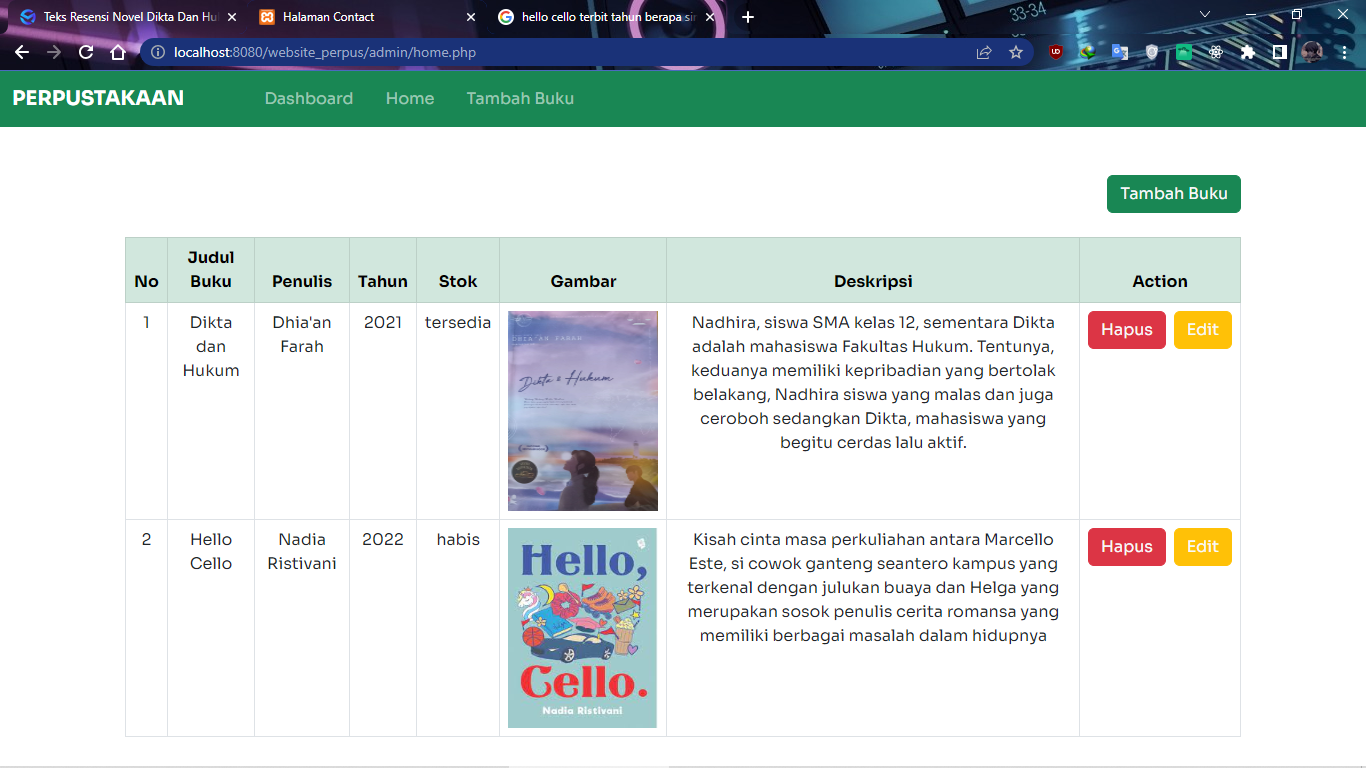 Teks Resensi Novel Dikta Dan Hu
Halaman Contact
hello cello terbit tahun berapa sir
33-34
localhost:8080/website_perpus/admin/home.php
PERPUSTAKAAN
Dashboard
Home
Tambah Buku
Tambah Buku
No
Judul
Buku
Penulis
Tahun
Stok
Gambar
Deskripsi
Action
1
Dikta
dan
Hukum
Dhia'an
Farah
2021
tersedia
DHIA'AN FARAH
Dikta & Hukum
Nadhira, siswa SMA kelas 12, sementara Dikta
adalah mahasiswa Fakultas Hukum. Tentunya,
keduanya memiliki kepribadian yang bertolak
belakang, Nadhira siswa yang malas dan juga
ceroboh sedangkan Dikta, mahasiswa yang
begitu cerdas lalu aktif.
Hapus
Edit
2
Hello
Cello
Nadia
Ristivani
2022
habis
Hello,
Cello.
Nadia Ristivani
Kisah cinta masa perkuliahan antara Marcello
Este, si cowok ganteng seantero kampus yang
terkenal dengan julukan buaya dan Helga yang
merupakan sosok penulis cerita romansa yang
memiliki berbagai masalah dalam hidupnya
Hapus
Edit